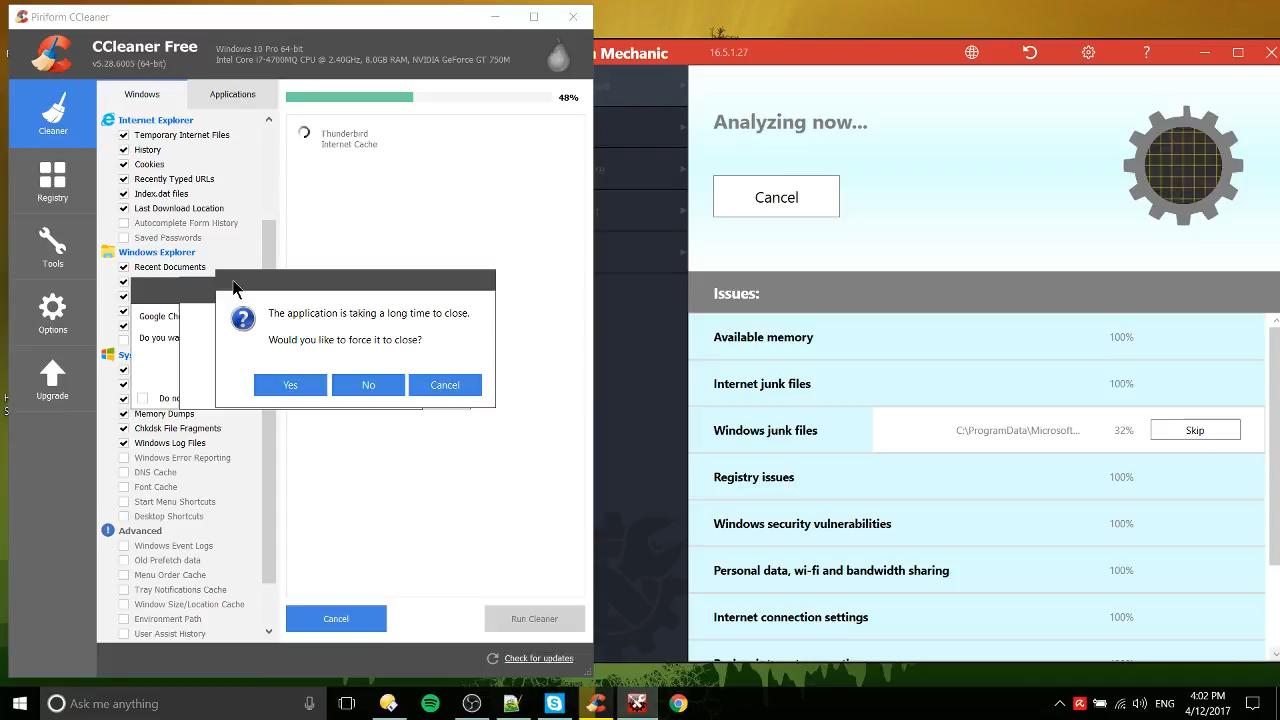 Piriform CCleaner
CCleaner Free
v5.28.6005 (64-bit)
Windows 10 Pro 64-bit
Intel Core i7-4700MQ CPU @ 2.40GHz, 8.0GB RAM, NVIDIA GeForce GT 750M
Cleaner
Registry
Tools
Options
Upgrade
Windows
Applications
Internet Explorer
Temporary Internet Files
History
Cookies
Recently Typed URLs
Index.dat files
Last Download Location
Autocomplete Form History
Saved Passwords
Windows Explorer
Recent Documents
Memory Dumps
Chkdsk File Fragments
Windows Log Files
Windows Error Reporting
DNS Cache
Font Cache
Start Menu Shortcuts
Desktop Shortcuts
Advanced
Windows Event Logs
Old Prefetch data
Menu Order Cache
Tray Notifications Cache
Window Size/Location Cache
Environment Path
User Assist History
48%
Thunderbird
Internet Cache
Google Ch
Do you wa
Do no
The application is taking a long time to close.
Would you like to force it to close?
Yes
No
Cancel
Cancel
Run Cleaner
Check for updates
Mechanic
16.5.1.27
?
Analyzing now...
Cancel
Issues:
Available memory 100%
Internet junk files 100%
Windows junk files C:\ProgramData\Microsoft... 32% Skip
Registry issues 100%
Windows security vulnerabilities 100%
Personal data, wi-fi and bandwidth sharing 100%
Internet connection settings 100%
Ask me anything
ENG
4:02 PM
4/12/2017